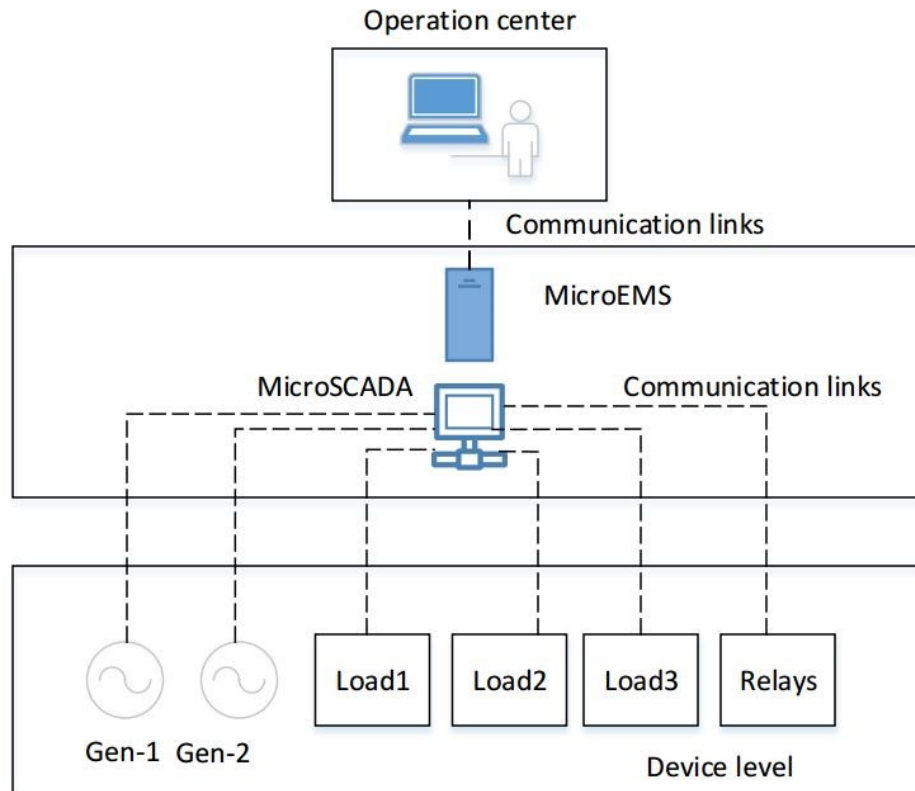 Operation center
Communication links
MicroEMS
MicroSCADA
Communication links
Load1
Load2
Load3
Relays
Gen-1
Gen-2
Device level